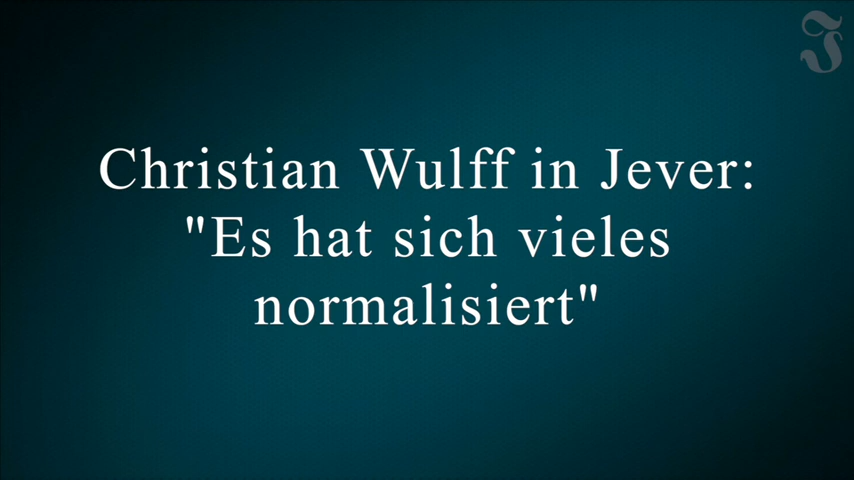 Christian Wulff in Jever:
"Es hat sich vieles
normalisiert"